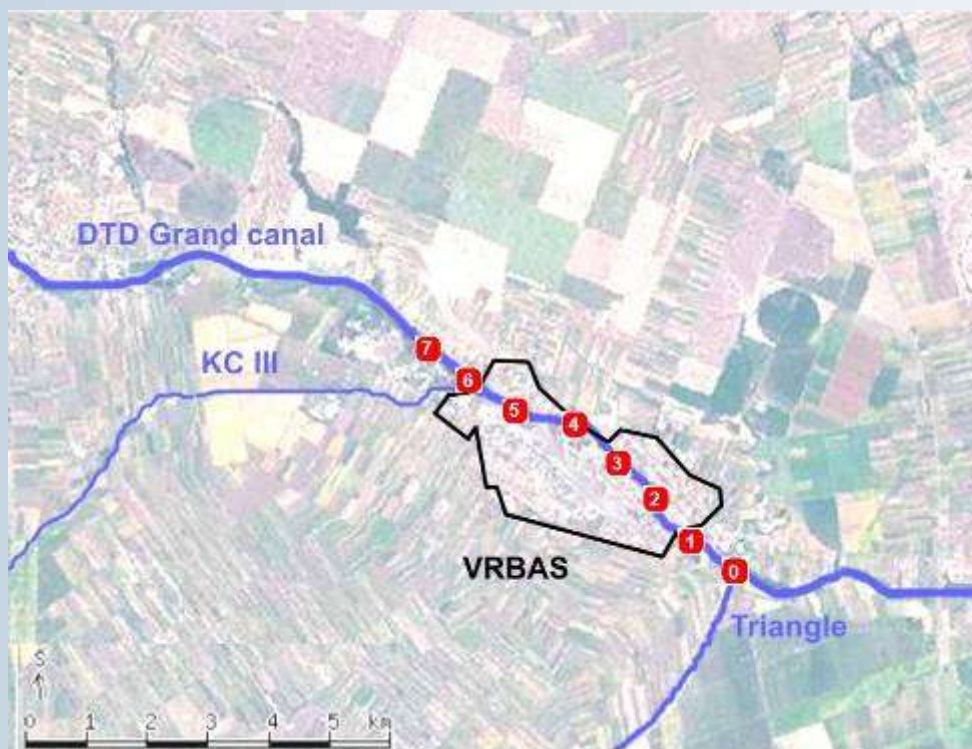 DTD Grand canal
KC III
7
6
5
4
3
2
1
0
VRBAS
Triangle
S
0 1 2 3 4 5 km